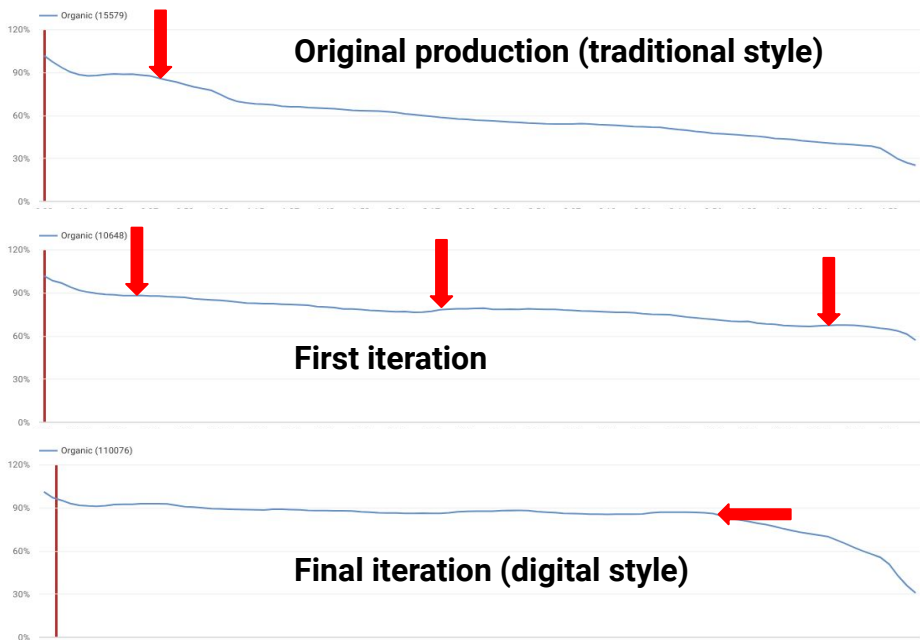 Organic (15579)
120%
Original production (traditional style)
90%
60%
30%
0%
Organic (10648)
120%
90%
60%
First iteration
30%
0%
Organic (110076)
120%
90%
60%
Final iteration (digital style)
30%
0%